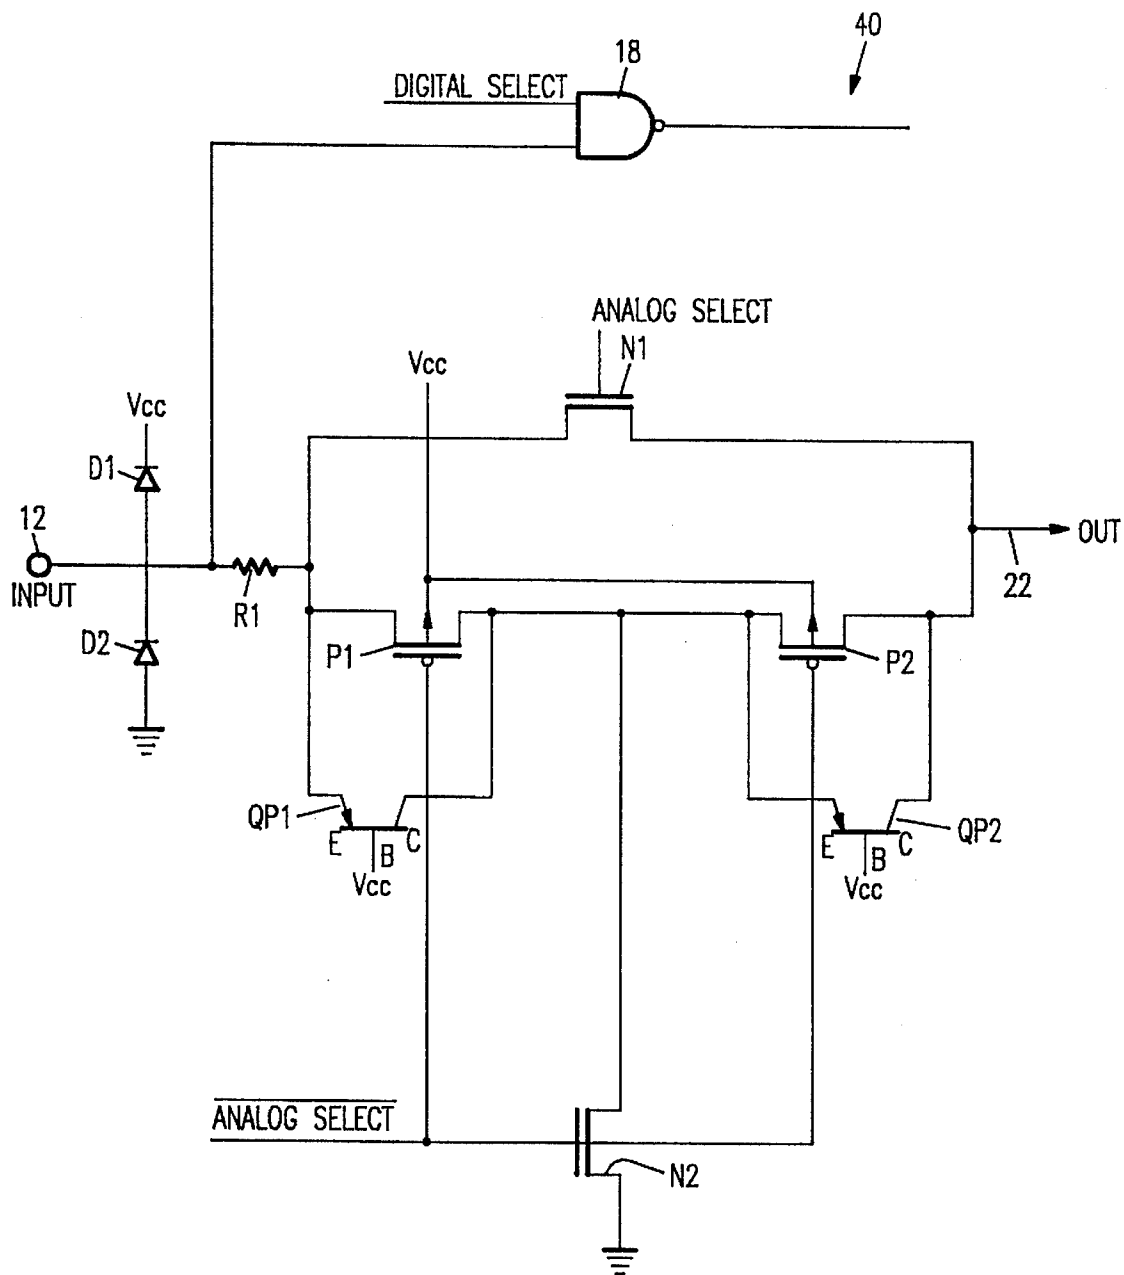 40
18
DIGITAL SELECT
ANALOG SELECT
N1
Vcc
Vcc
D1
12
INPUT
R1
OUT
22
D2
P1
P2
QP1
E B C
Vcc
QP2
E B C
Vcc
ANALOG SELECT
N2